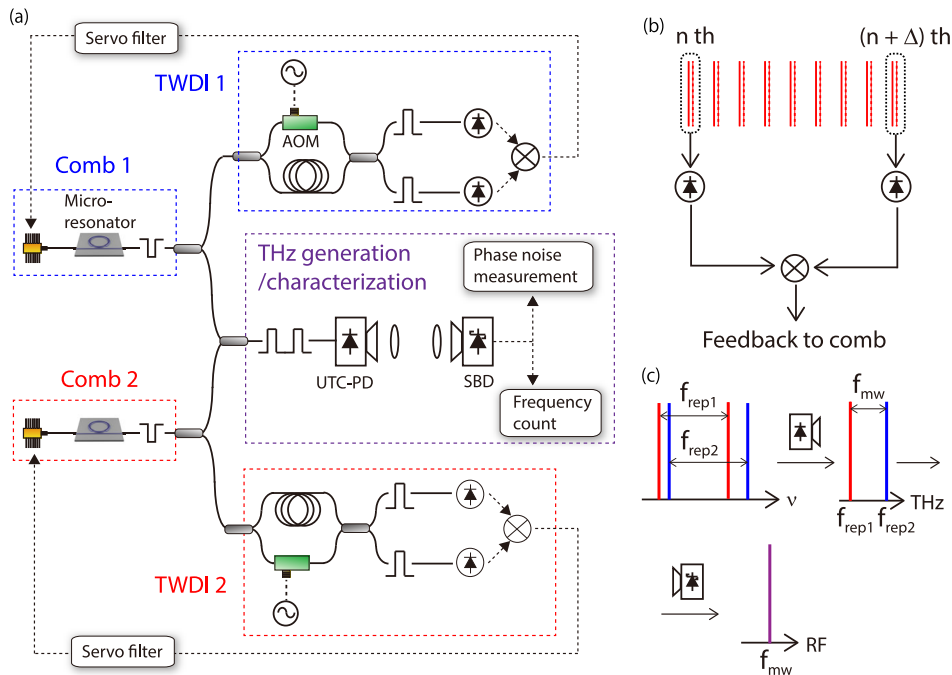 (a)
Servo filter
TWDI 1
AOM
Comb 1
Micro-
resonator
THz generation
/characterization
Phase noise
measurement
UTC-PD
SBD
Frequency
count
Comb 2
TWDI 2
Servo filter
(b)
n th
(n + Δ) th
Feedback to comb
(c)
f_rep1
f_rep2
ν
f_mw
f_rep1 f_rep2
THz
f_mw
RF